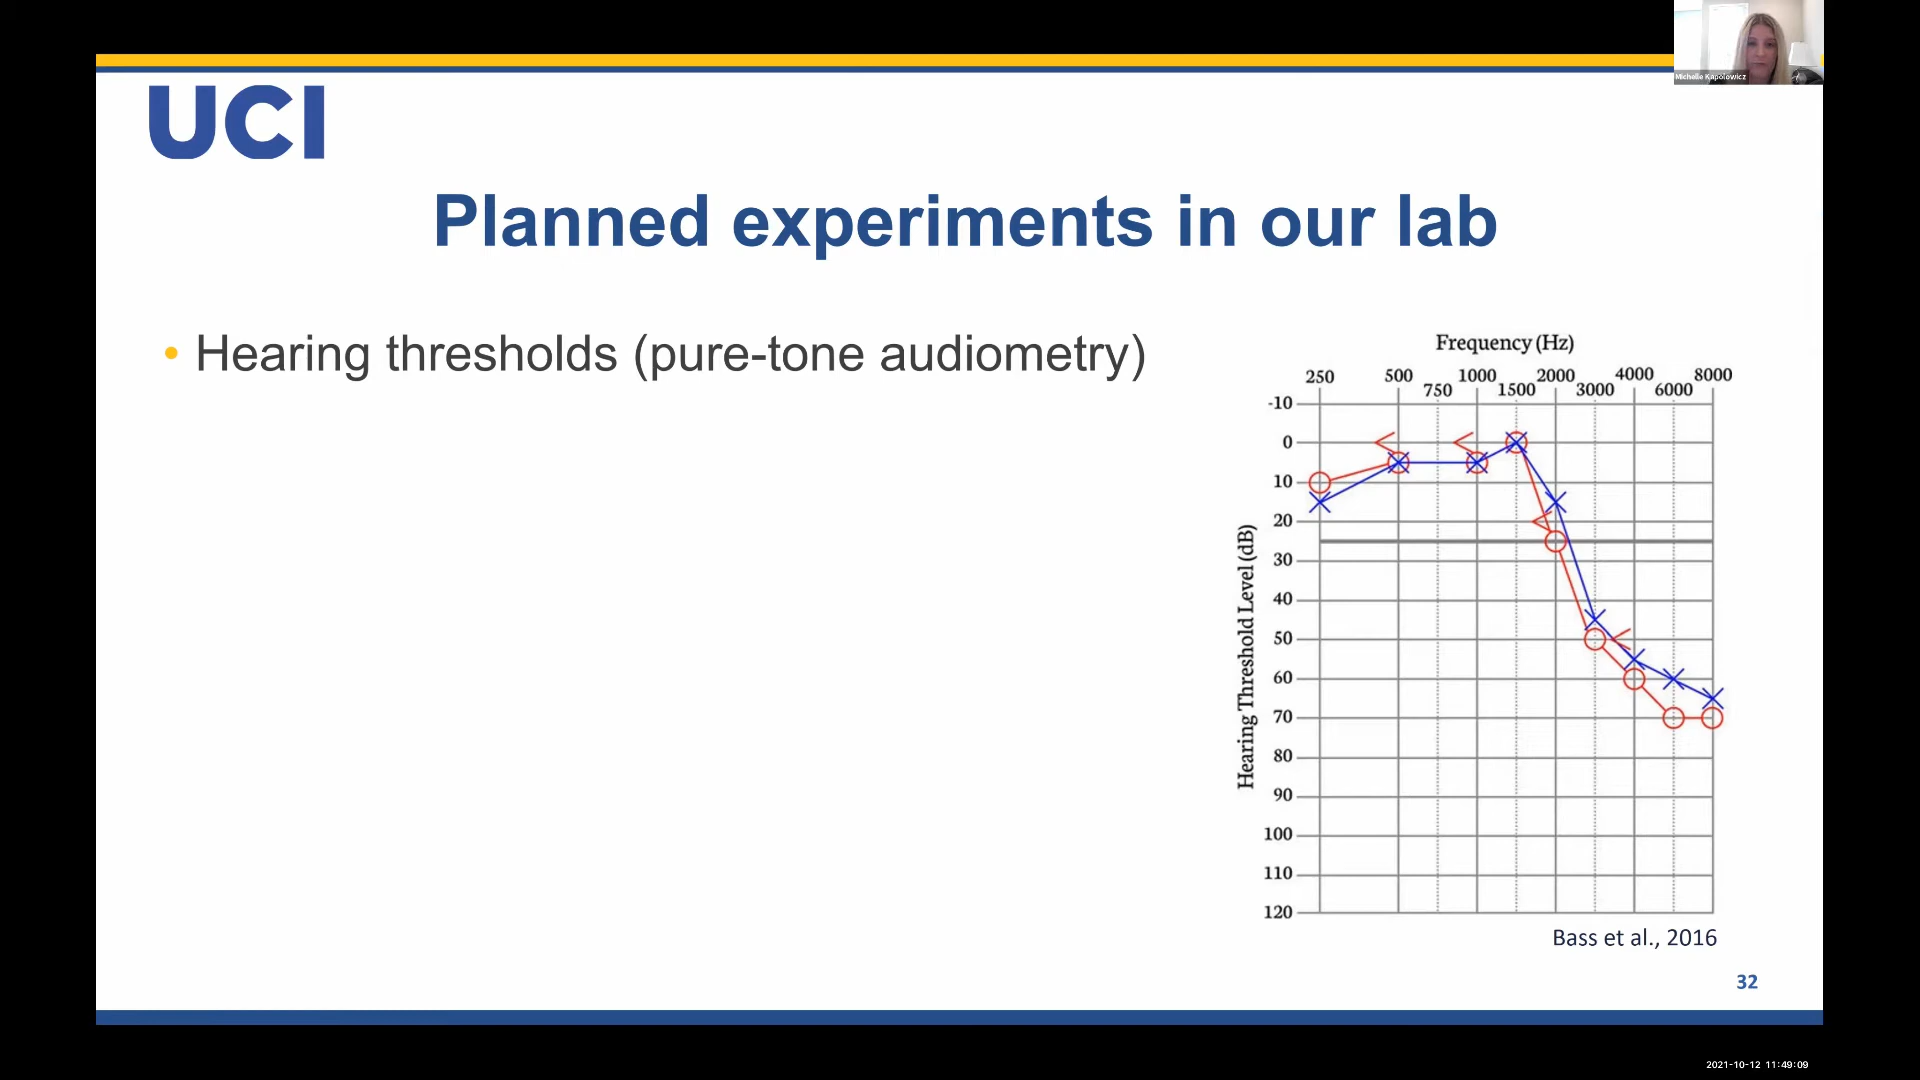 Michelle Kapolowicz
UCI
Planned experiments in our lab
• Hearing thresholds (pure-tone audiometry)
Frequency (Hz)
250 500 750 1000 1500 2000 3000 4000 6000 8000
-10
0
10
20
30
40
50
60
70
80
90
100
110
120
Hearing Threshold Level (dB)
Bass et al., 2016
32
2021-10-12 11:49:09